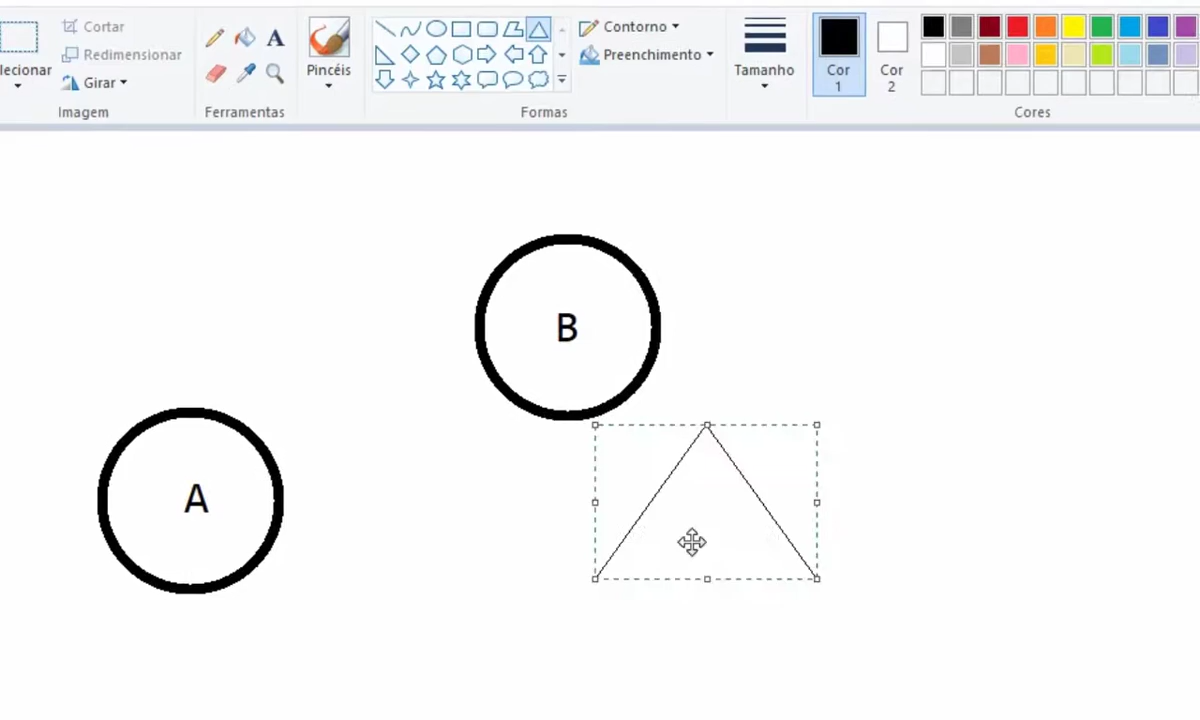 Cortar
Redimensionar
Girar
lecionar
Imagem
A
Ferramentas
Pincéis
Formas
Contorno
Preenchimento
Tamanho
Cor
1
Cor
2
Cores
B
A